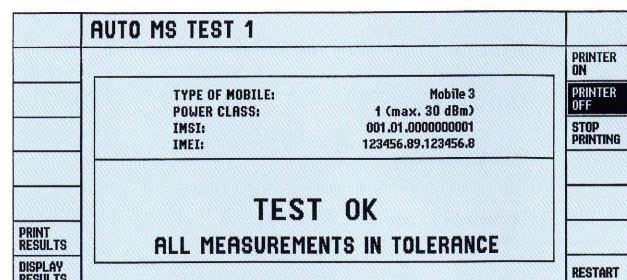 AUTO MS TEST 1
PRINTER
ON
TYPE OF MOBILE: Mobile 3
PRINTER
OFF
POWER CLASS: 1 (max. 30 dBm)
IMSI: 001.01.0000000001
STOP
PRINTING
IMEI: 123456.89.123456.8
TEST OK
PRINT
RESULTS
ALL MEASUREMENTS IN TOLERANCE
DISPLAY
RESULTS
RESTART